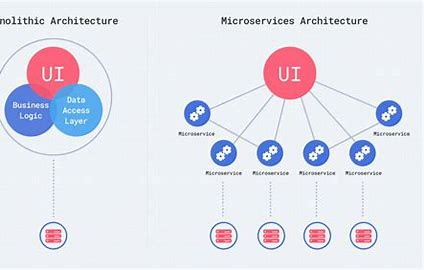 nolithic Architecture
UI
Business
Logic
Data
Access
Layer
Microservices Architecture
UI
Microservice
Microservice
Microservice
Microservice
Microservice
Microservice